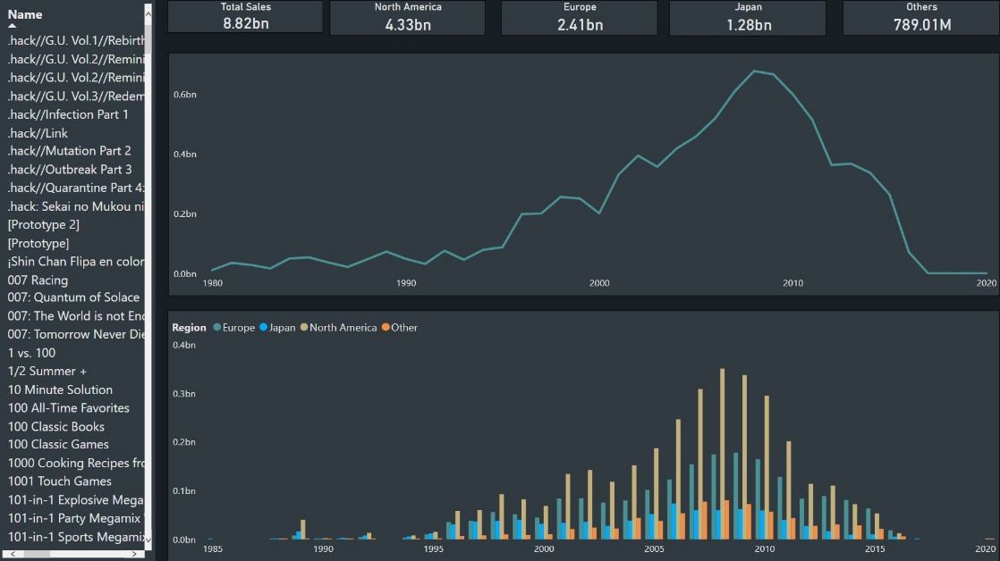 Name
.hack//G.U. Vol.1//Rebirth
.hack//G.U. Vol.2//Remini
.hack//G.U. Vol.2//Remini
.hack//G.U. Vol.3//Redem
.hack//Infection Part 1
.hack//Link
.hack//Mutation Part 2
.hack//Outbreak Part 3
.hack//Quarantine Part 4:
.hack: Sekai no Mukou ni
[Prototype 2]
[Prototype]
¡Shin Chan Flipa en color
007 Racing
007: Quantum of Solace
007: The World is not Enc
007: Tomorrow Never Die
1 vs. 100
1/2 Summer +
10 Minute Solution
100 All-Time Favorites
100 Classic Books
100 Classic Games
1000 Cooking Recipes fro
1001 Touch Games
101-in-1 Explosive Mega
101-in-1 Party Megamix
101-in-1 Sports Megami
Total Sales
8.82bn
North America
4.33bn
Europe
2.41bn
Japan
1.28bn
Others
789.01M
0.6bn
0.4bn
0.2bn
0.0bn
1980 1990 2000 2010 2020
Region Europe Japan North America Other
0.4bn
0.3bn
0.2bn
0.1bn
0.0bn
1985 1990 1995 2000 2005 2010 2015 2020